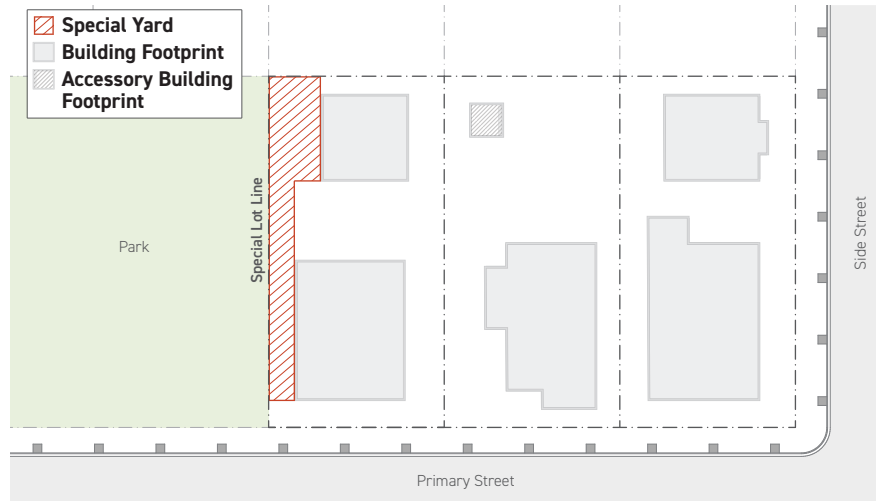 Special Yard
Building Footprint
Accessory Building
Footprint
Park
Special Lot Line
Side Street
Primary Street